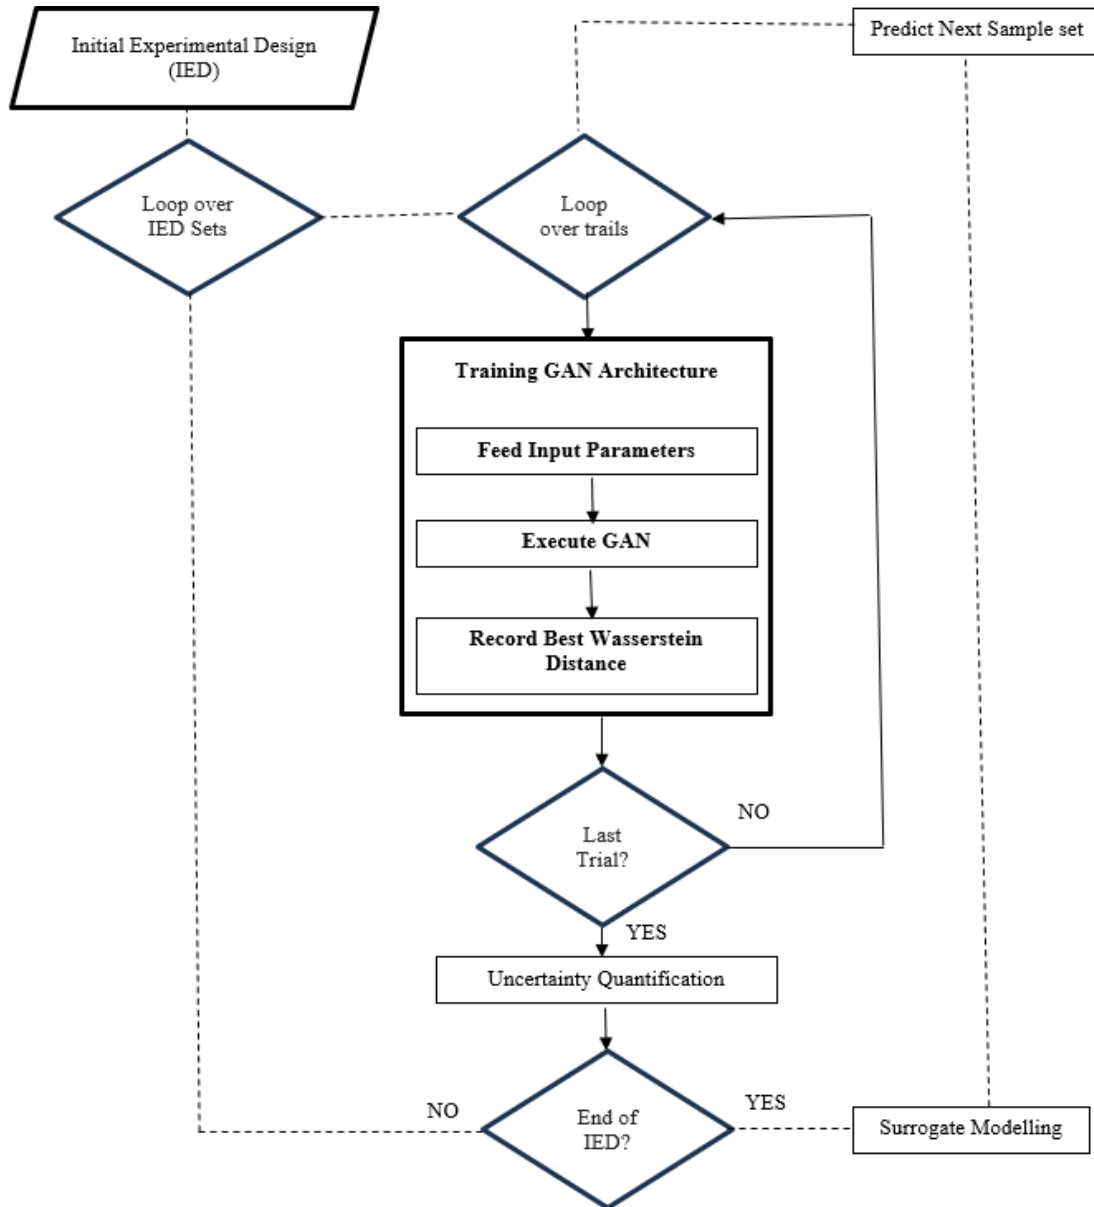 Initial Experimental Design
(IED)
Predict Next Sample set
Loop over
IED Sets
Loop
over trails
Training GAN Architecture
Feed Input Parameters
Execute GAN
Record Best Wasserstein
Distance
Last
Trial?
NO
YES
Uncertainty Quantification
End of
IED?
NO
YES
Surrogate Modelling